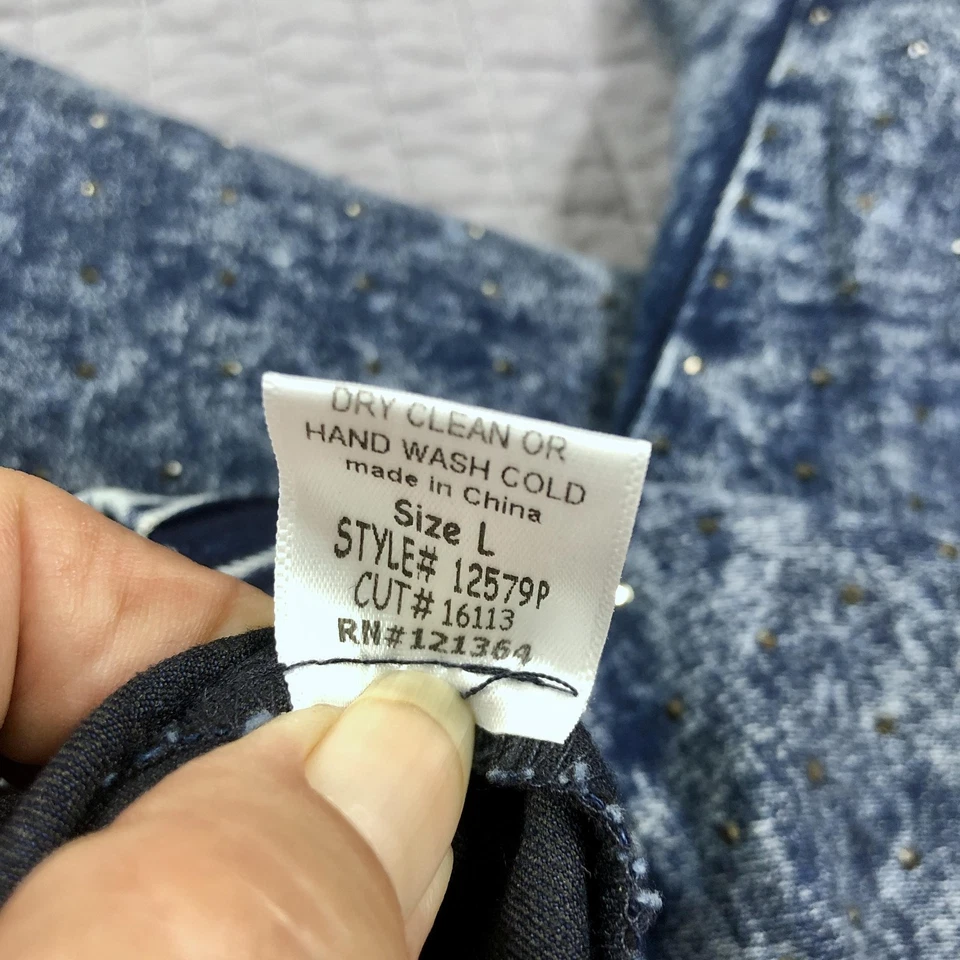 DRY CLEAN OR
HAND WASH COLD
made in China
Size L
STYLE# 12579P
CUT# 16113
RN#121364